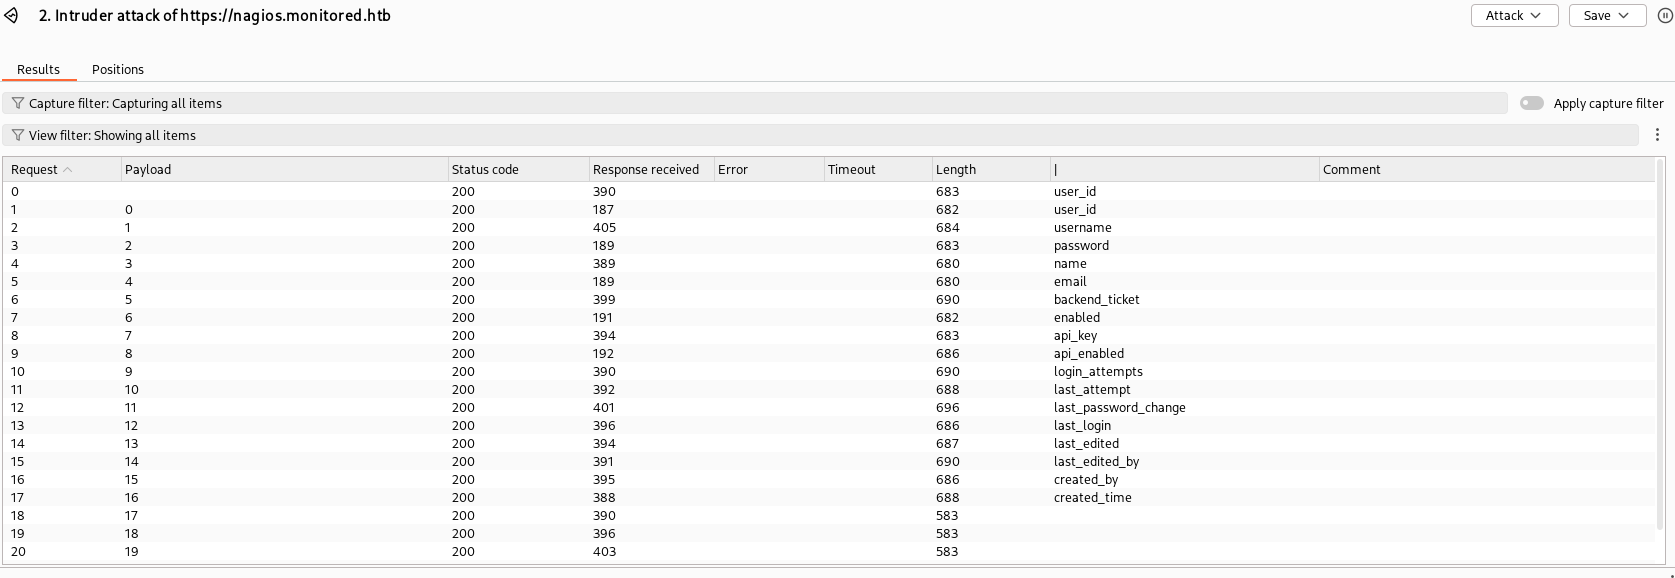 2. Intruder attack of https://nagios.monitored.htb Attack Save
Results Positions
Capture filter: Capturing all items Apply capture filter
View filter: Showing all items
Request Payload Status code Response received Error Timeout Length | Comment
0 200 390 683 user_id
1 0 200 187 682 user_id
2 1 200 405 684 username
3 2 200 189 683 password
4 3 200 389 680 name
5 4 200 189 680 email
6 5 200 399 690 backend_ticket
7 6 200 191 682 enabled
8 7 200 394 683 api_key
9 8 200 192 686 api_enabled
10 9 200 390 690 login_attempts
11 10 200 392 688 last_attempt
12 11 200 401 696 last_password_change
13 12 200 396 686 last_login
14 13 200 394 687 last_edited
15 14 200 391 690 last_edited_by
16 15 200 395 686 created_by
17 16 200 388 688 created_time
18 17 200 390 583
19 18 200 396 583
20 19 200 403 583